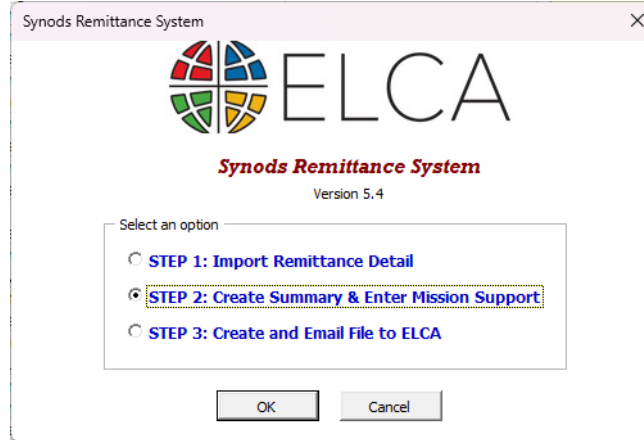 Synods Remittance System
ELCA
Synods Remittance System
Version 5.4
Select an option
STEP 1: Import Remittance Detail
STEP 2: Create Summary & Enter Mission Support
STEP 3: Create and Email File to ELCA
OK
Cancel